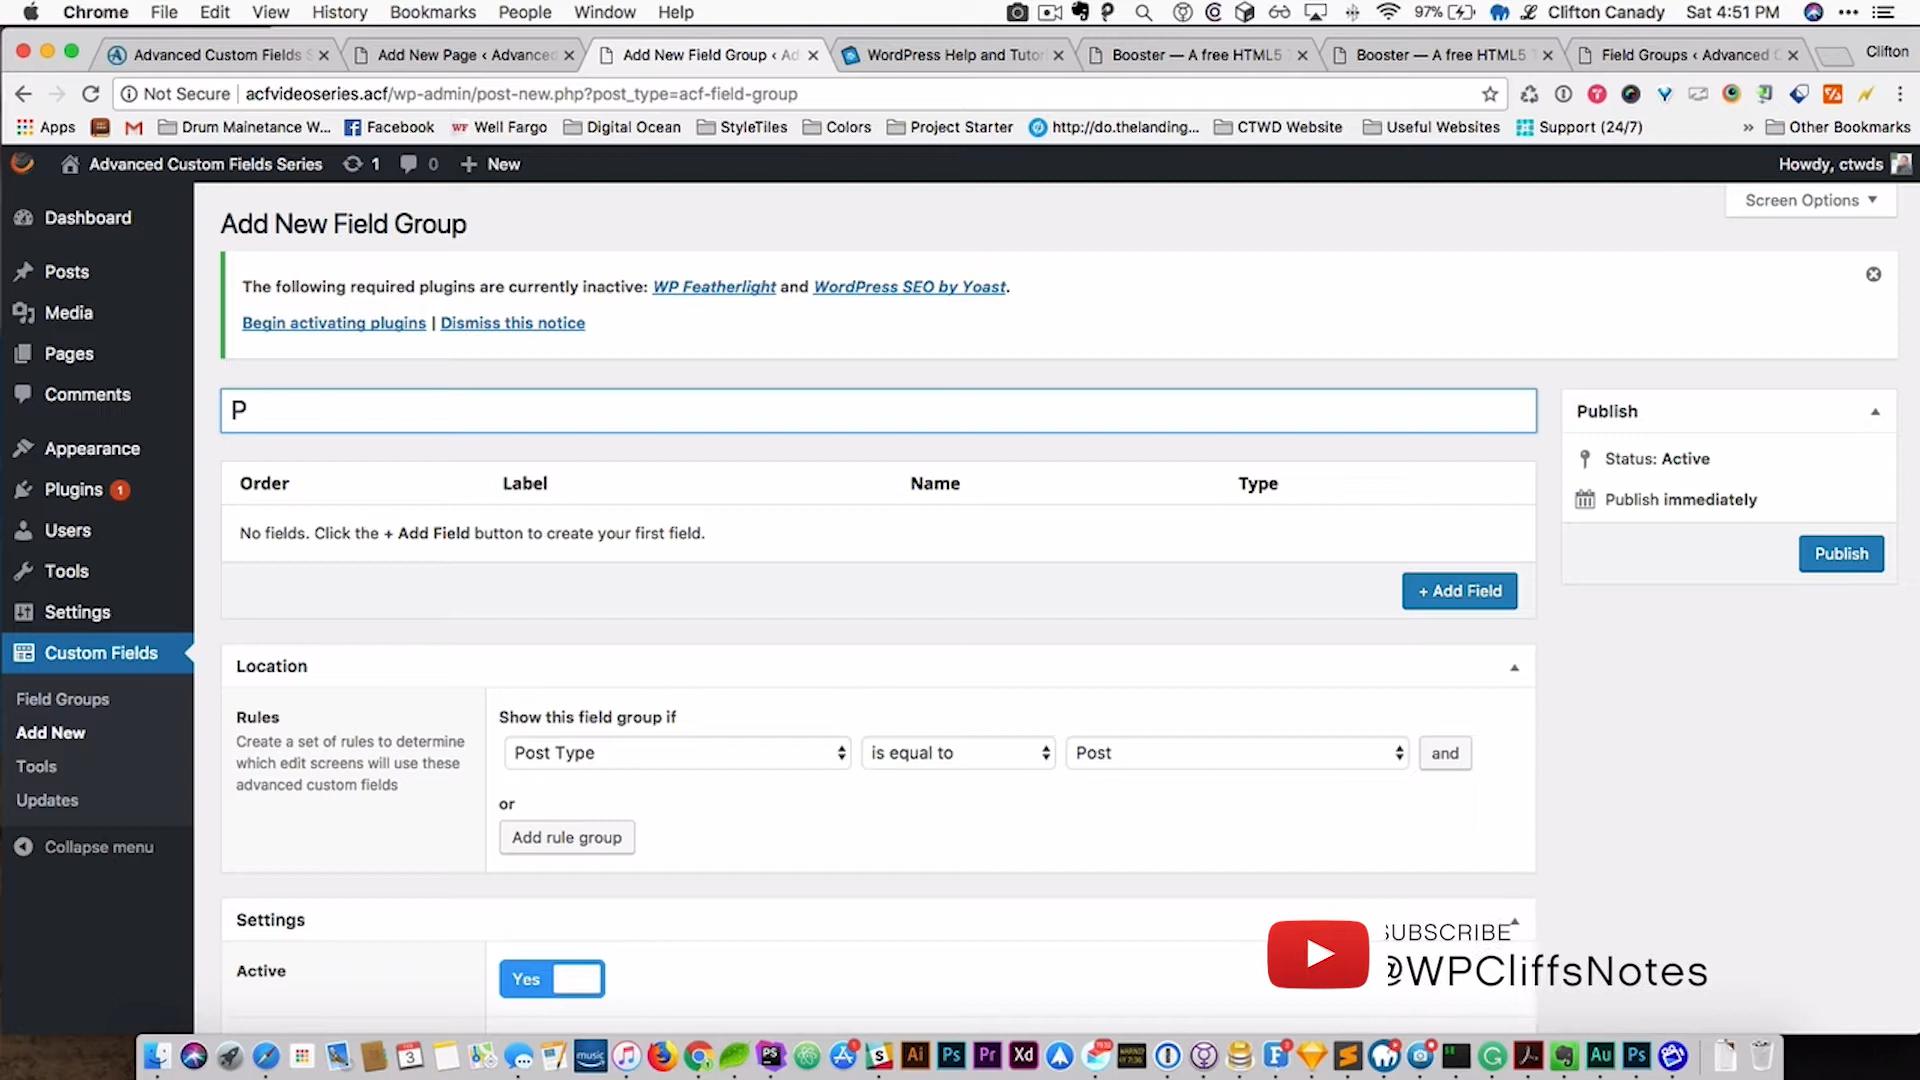 Chrome File Edit View History Bookmarks People Window Help 97% Clifton Canady Sat 4:51 PM
Advanced Custom Fields S Add New Page ‹ Advanced Add New Field Group ‹ Ad WordPress Help and Tutor Booster — A free HTML5 T Booster — A free HTML5 T Field Groups ‹ Advanced C Clifton
Not Secure acfvideoseries.acf/wp-admin/post-new.php?post_type=acf-field-group
Apps Drum Mainetance W... Facebook WF Well Fargo Digital Ocean StyleTiles Colors Project Starter http://do.thelanding... CTWD Website Useful Websites Support (24/7) » Other Bookmarks
Advanced Custom Fields Series 1 0 + New Howdy, ctwds
Screen Options
Dashboard
Posts
Media
Pages
Comments
Appearance
Plugins 1
Users
Tools
Settings
Custom Fields
Field Groups
Add New
Tools
Updates
Collapse menu
Add New Field Group
The following required plugins are currently inactive: WP Featherlight and WordPress SEO by Yoast.
Begin activating plugins | Dismiss this notice
P
Order Label Name Type
No fields. Click the + Add Field button to create your first field.
+ Add Field
Publish
Status: Active
Publish immediately
Publish
Location
Rules
Create a set of rules to determine
which edit screens will use these
advanced custom fields
Show this field group if
Post Type is equal to Post and
or
Add rule group
Settings
Active
Yes
SUBSCRIBE
@WPCliffsNotes
3 music PS Ai Ps Pr Xd Au Ps